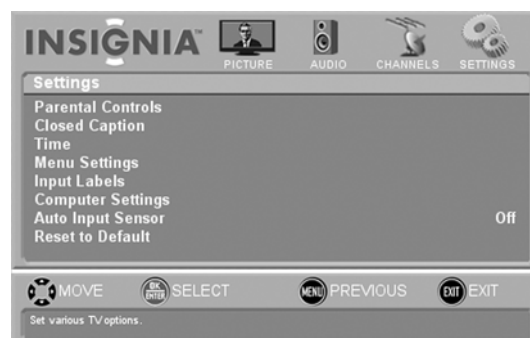 INSIGNIA™
PICTURE AUDIO CHANNELS SETTINGS
Settings
Parental Controls
Closed Caption
Time
Menu Settings
Input Labels
Computer Settings
Auto Input Sensor Off
Reset to Default
MOVE OK ENTER SELECT MENU PREVIOUS EXIT EXIT
Set various TV options.